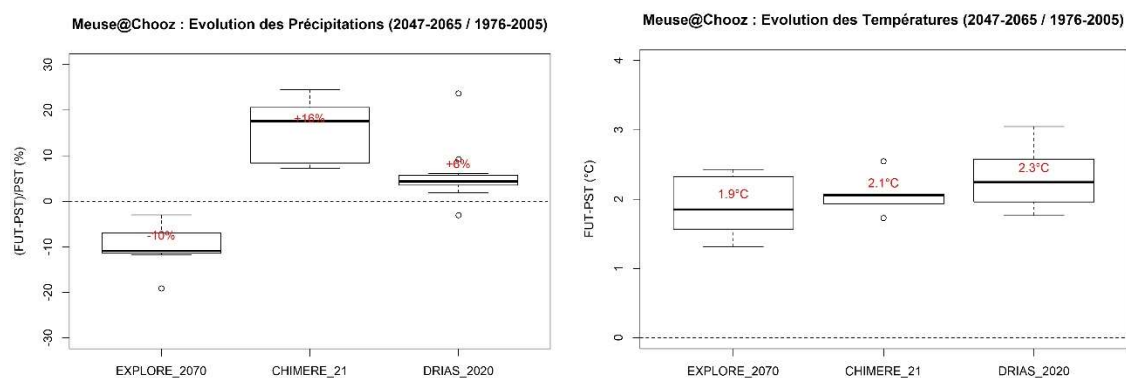 Meuse@Chooz : Evolution des Précipitations (2047-2065 / 1976-2005)
(FUT-PST)/PST (%)
30
20
10
0
-10
-20
-30
-10%
+16%
+6%
EXPLORE_2070
CHIMERE_21
DRIAS_2020
Meuse@Chooz : Evolution des Températures (2047-2065 / 1976-2005)
FUT-PST (°C)
4
3
2
1
0
1.9°C
2.1°C
2.3°C
EXPLORE_2070
CHIMERE_21
DRIAS_2020